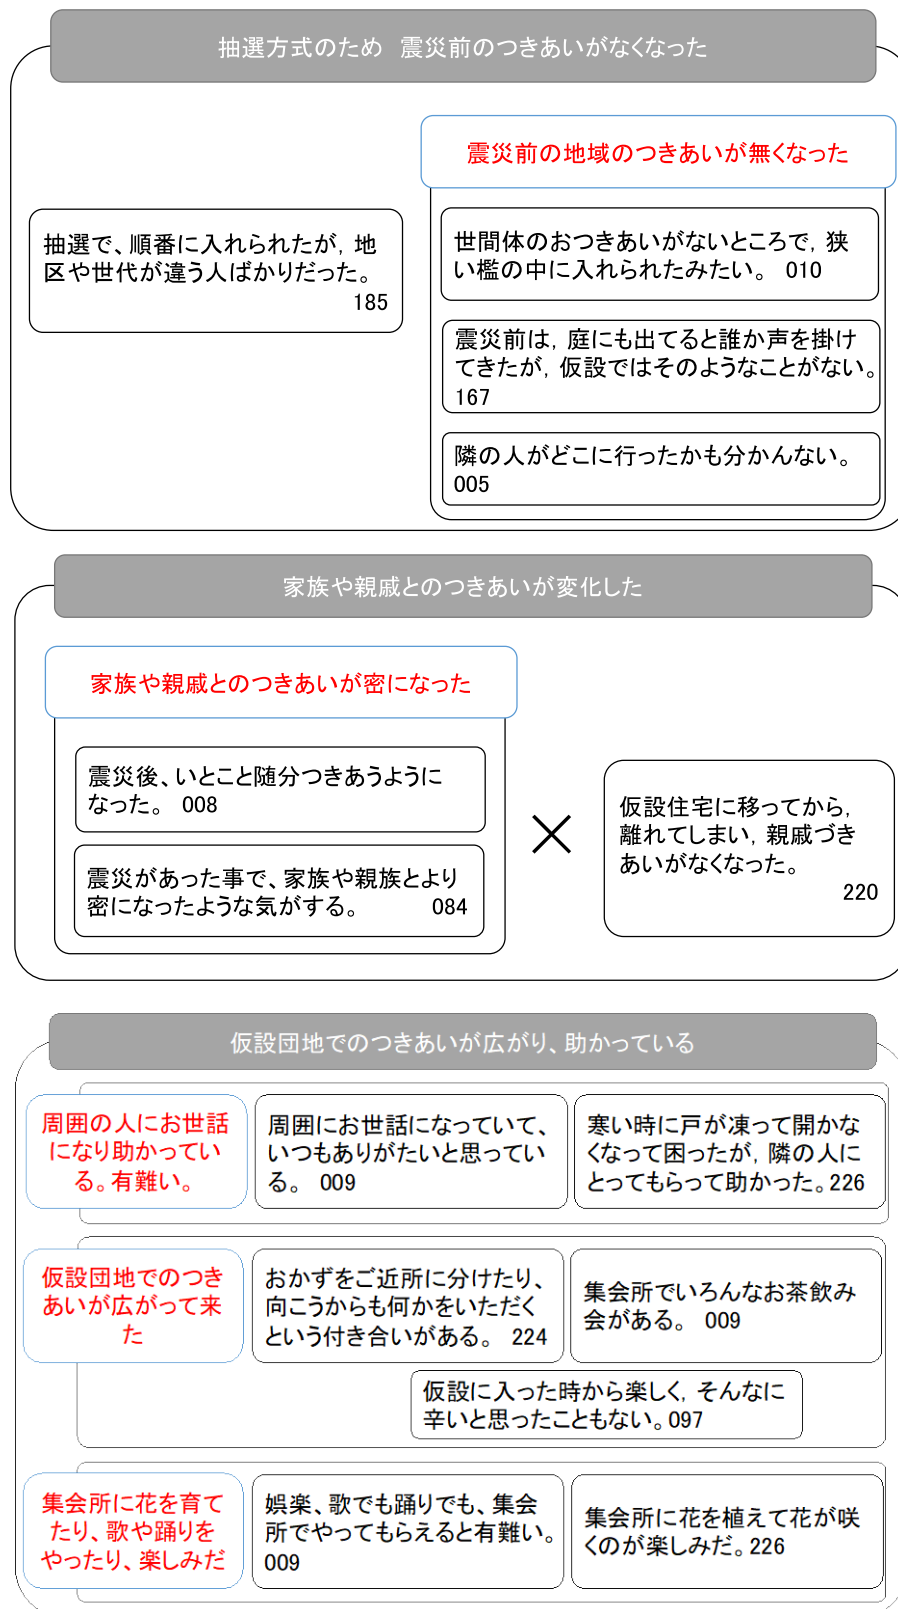 抽選方式のため　震災前のつきあいがなくなった
震災前の地域のつきあいが無くなった
抽選で、順番に入れられたが，地
区や世代が違う人ばかりだった。
185
世間体のおつきあいがないところで，狭
い檻の中に入れられたみたい。　010
震災前は，庭にも出てると誰か声を掛け
てきたが，仮設ではそのようなことがない。
167
隣の人がどこに行ったかも分かんない。
005
家族や親戚とのつきあいが変化した
家族や親戚とのつきあいが密になった
震災後、いとこと随分つきあうように
なった。　008
震災があった事で、家族や親族とより
密になったような気がする。　084
×
仮設住宅に移ってから，
離れてしまい，親戚づき
あいがなくなった。
220
仮設団地でのつきあいが広がり、助かっている
周囲の人にお世話
になり助かってい
る。有難い。
周囲にお世話になっていて、
いつもありがたいと思ってい
る。　009
寒い時に戸が凍って開かな
くなって困ったが，隣の人に
とってもらって助かった。226
仮設団地でのつき
あいが広がって来
た
おかずをご近所に分けたり、
向こうからも何かをいただく
という付き合いがある。　224
集会所でいろんなお茶飲み
会がある。　009
仮設に入った時から楽しく，そんなに
辛いと思ったこともない。097
集会所に花を育て
たり、歌や踊りを
やったり、楽しみだ
娯楽、歌でも踊りでも、集会
所でやってもらえると有難い。
009
集会所に花を植えて花が咲
くのが楽しみだ。226